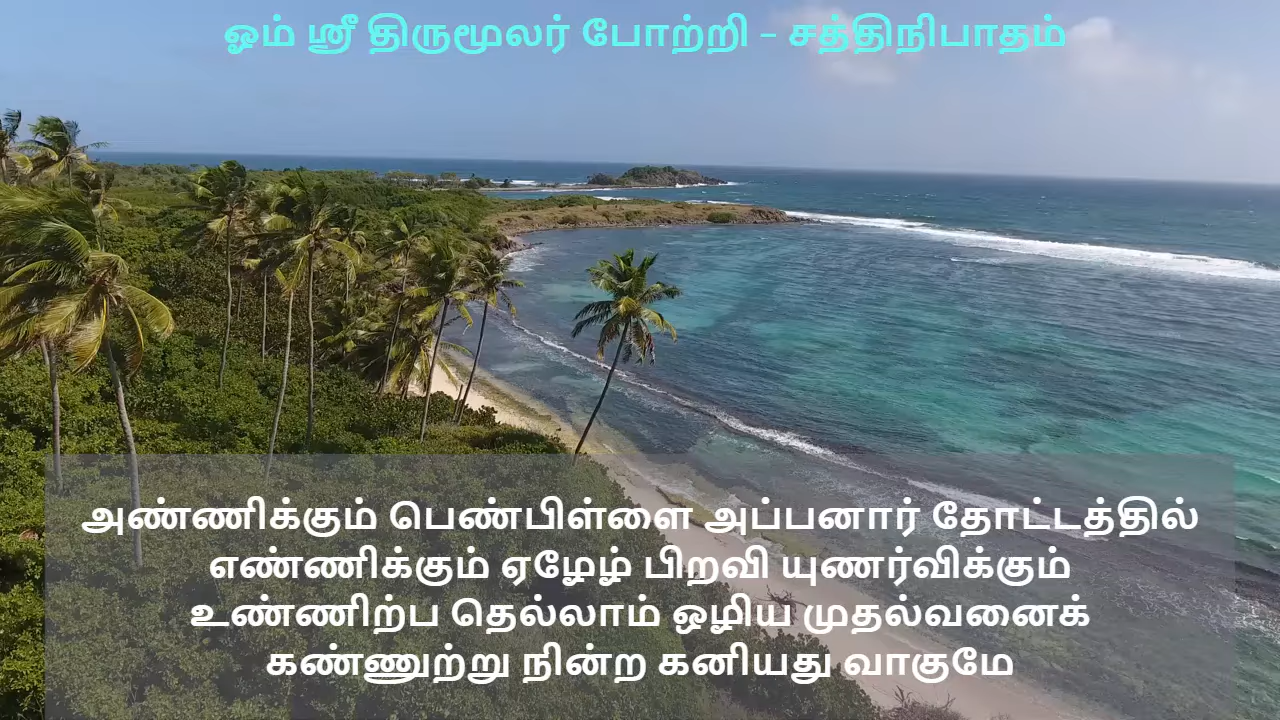 ஓம் ஸ்ரீ திருமூலர் போற்றி - சத்திநிபாதம்
அண்ணிக்கும் பெண்பிள்ளை அப்பனார் தோட்டத்தில்
எண்ணிக்கும் ஏழேழ் பிறவி யுணர்விக்கும்
உண்ணிற்ப தெல்லாம் ஒழிய முதல்வனைக்
கண்ணுற்று நின்ற கனியது வாகுமே